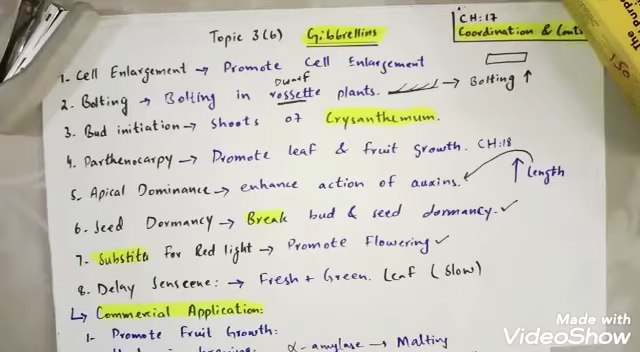 CH:17
Topic 3(b) Gibbrellins
Coordination & Cont
1- Cell Enlargement → Promote Cell Enlargement
Dwarf
2. Bolting → Bolting in rossette plants. → Bolting ↑
3. Bud initiation → shoots of Crysanthemum.
4. Parthenocarpy → Promote leaf & fruit growth. CH:18
5. Apical Dominance → enhance action of auxins. ↑ length
6. Seed Dormancy → Break bud & seed dormancy. ✓
7- Substite For Red light → Promote Flowering ✓
8. Delay Senscene: → Fresh + Green Leaf (Slow)
↳ Commercial Application:
1- Promote Fruit Growth:
α-amylase → Malting
Made with
VideoShow